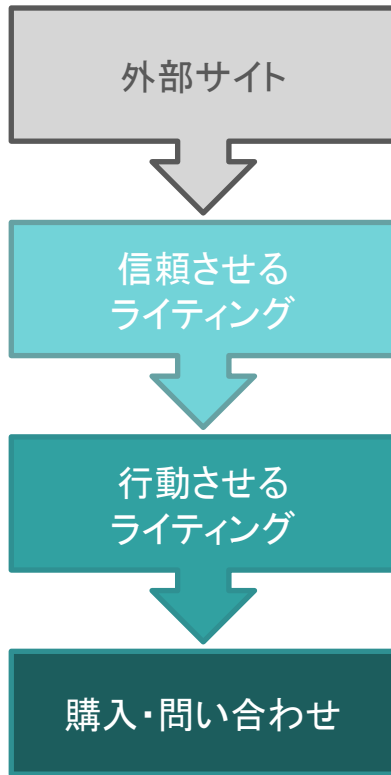 外部サイト
信頼させる
ライティング
行動させる
ライティング
購入・問い合わせ